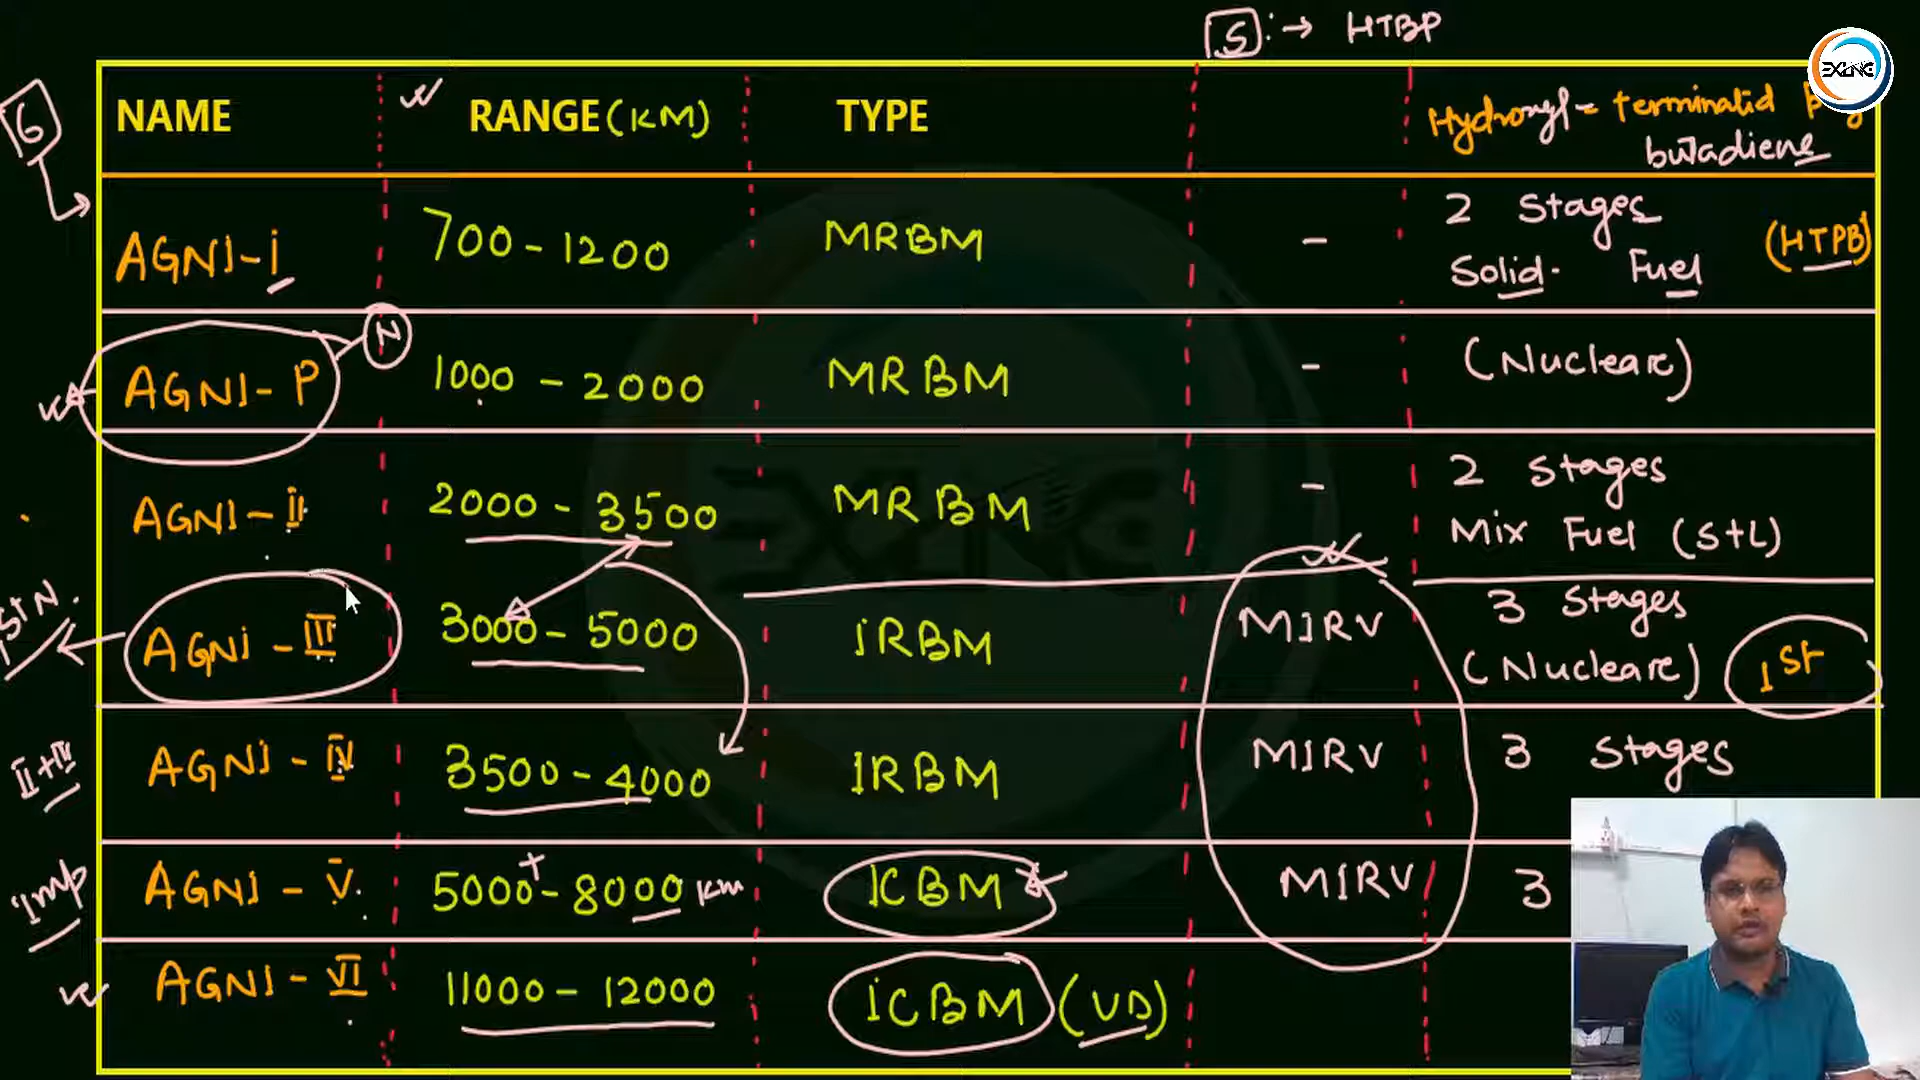 S :→ HTBP
EXLNC
6
NAME RANGE (KM) TYPE Hydroxyl - terminatid
butadiene
AGNI-I 700 - 1200 MRBM - 2 Stages
Solid Fuel (HTPB)
N
AGNI-P 1000 - 2000 MRBM - (Nuclear)
AGNI-II 2000 - 3500 MRBM - 2 Stages
Mix Fuel (S+L)
AGNI-III 3000 - 5000 IRBM MIRV 3 Stages
(Nuclear) 1st
II+III AGNI-IV 3500 - 4000 IRBM MIRV 3 Stages
Imp AGNI-V 5000+ - 8000 Km ICBM MIRV 3
AGNI-VI 11000 - 12000 ICBM (UD)